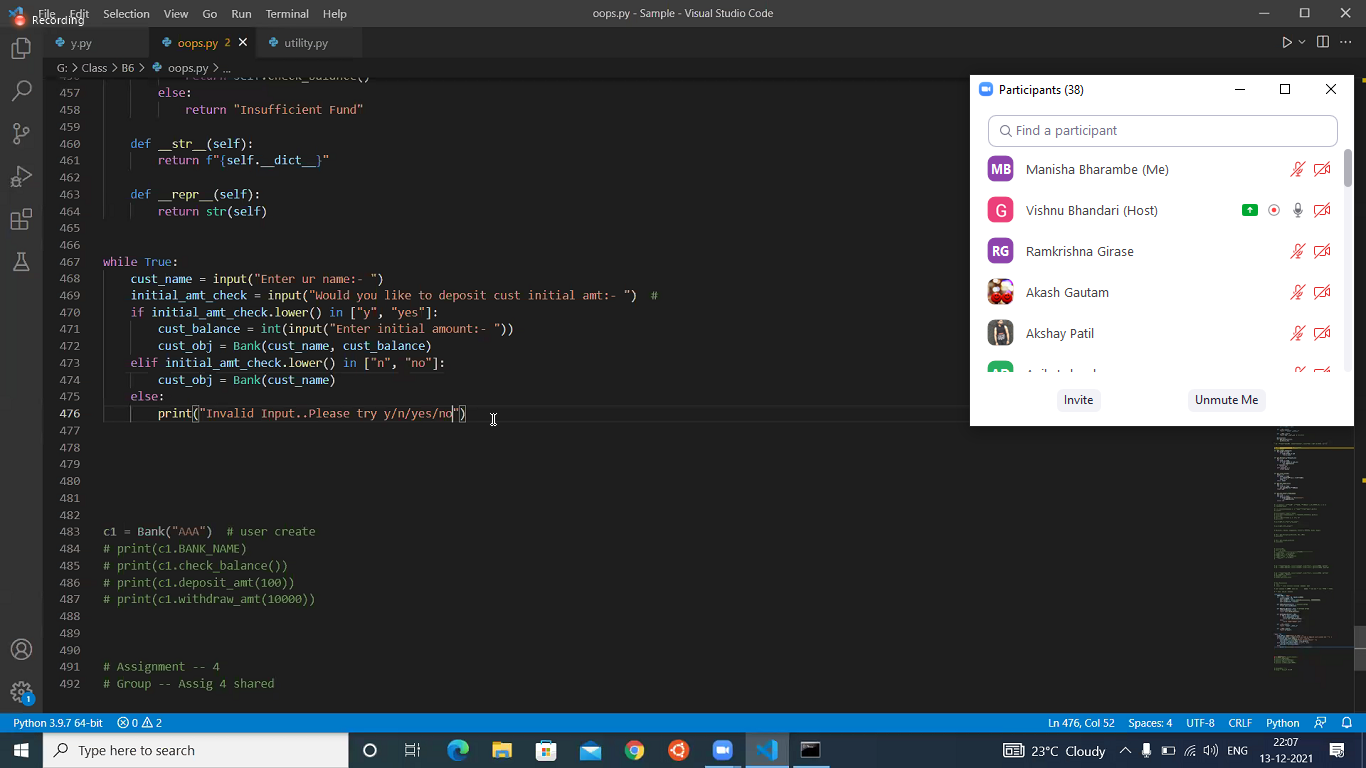 File Edit Selection View Go Run Terminal Help
Recording
oops.py - Sample - Visual Studio Code
y.py
oops.py 2
utility.py
G: > Class > B6 > oops.py > ...
456 return self.check_balance()
457 else:
458 return "Insufficient Fund"
459
460 def __str__(self):
461 return f"{self.__dict__}"
462
463 def __repr__(self):
464 return str(self)
465
466
467 while True:
468 cust_name = input("Enter ur name:- ")
469 initial_amt_check = input("Would you like to deposit cust initial amt:- ") #
470 if initial_amt_check.lower() in ["y", "yes"]:
471 cust_balance = int(input("Enter initial amount:- "))
472 cust_obj = Bank(cust_name, cust_balance)
473 elif initial_amt_check.lower() in ["n", "no"]:
474 cust_obj = Bank(cust_name)
475 else:
476 print("Invalid Input..Please try y/n/yes/no")
477
478
479
480
481
482
483 c1 = Bank("AAA") # user create
484 # print(c1.BANK_NAME)
485 # print(c1.check_balance())
486 # print(c1.deposit_amt(100))
487 # print(c1.withdraw_amt(10000))
488
489
490
491 # Assignment -- 4
492 # Group -- Assig 4 shared
Participants (38)
Find a participant
MB Manisha Bharambe (Me)
G Vishnu Bhandari (Host)
RG Ramkrishna Girase
Akash Gautam
Akshay Patil
Invite
Unmute Me
1
Python 3.9.7 64-bit 0 2
Ln 476, Col 52 Spaces: 4 UTF-8 CRLF Python
Type here to search
23°C Cloudy
ENG
22:07
13-12-2021